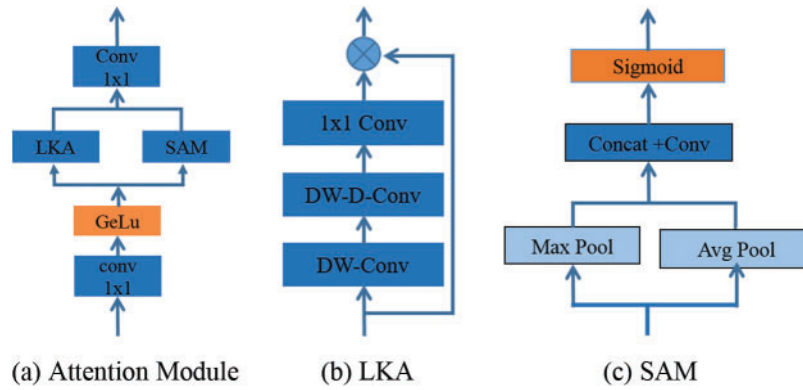 Conv
1x1
LKA
SAM
GeLu
conv
1x1
(a) Attention Module
1x1 Conv
DW-D-Conv
DW-Conv
(b) LKA
Sigmoid
Concat +Conv
Max Pool
Avg Pool
(c) SAM